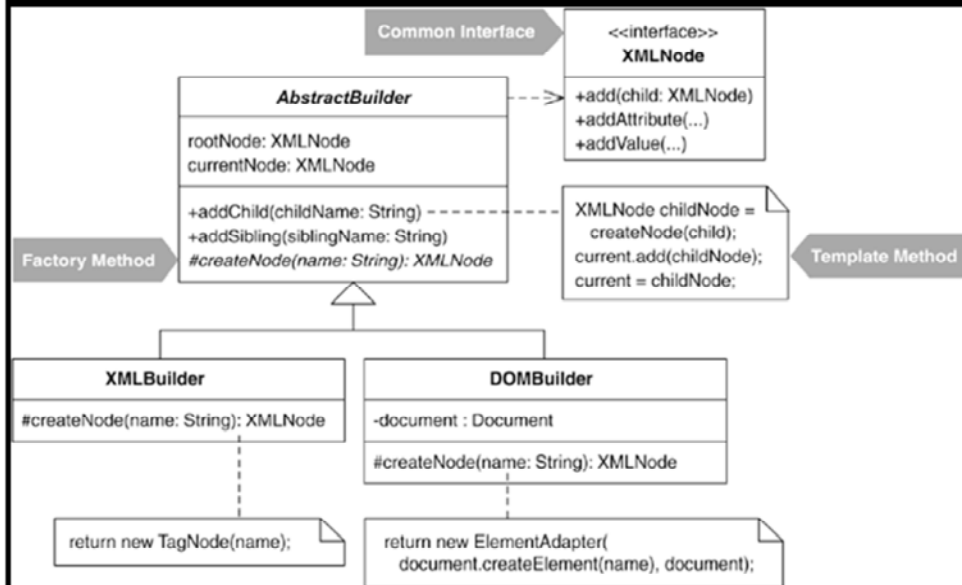 Common Interface
<<interface>>
XMLNode
+add(child: XMLNode)
+addAttribute(...)
+addValue(...)
AbstractBuilder
rootNode: XMLNode
currentNode: XMLNode
+addChild(childName: String)
+addSibling(siblingName: String)
#createNode(name: String): XMLNode
Factory Method
XMLNode childNode =
createNode(child);
current.add(childNode);
current = childNode;
Template Method
XMLBuilder
#createNode(name: String): XMLNode
return new TagNode(name);
DOMBuilder
-document : Document
#createNode(name: String): XMLNode
return new ElementAdapter(
document.createElement(name), document);